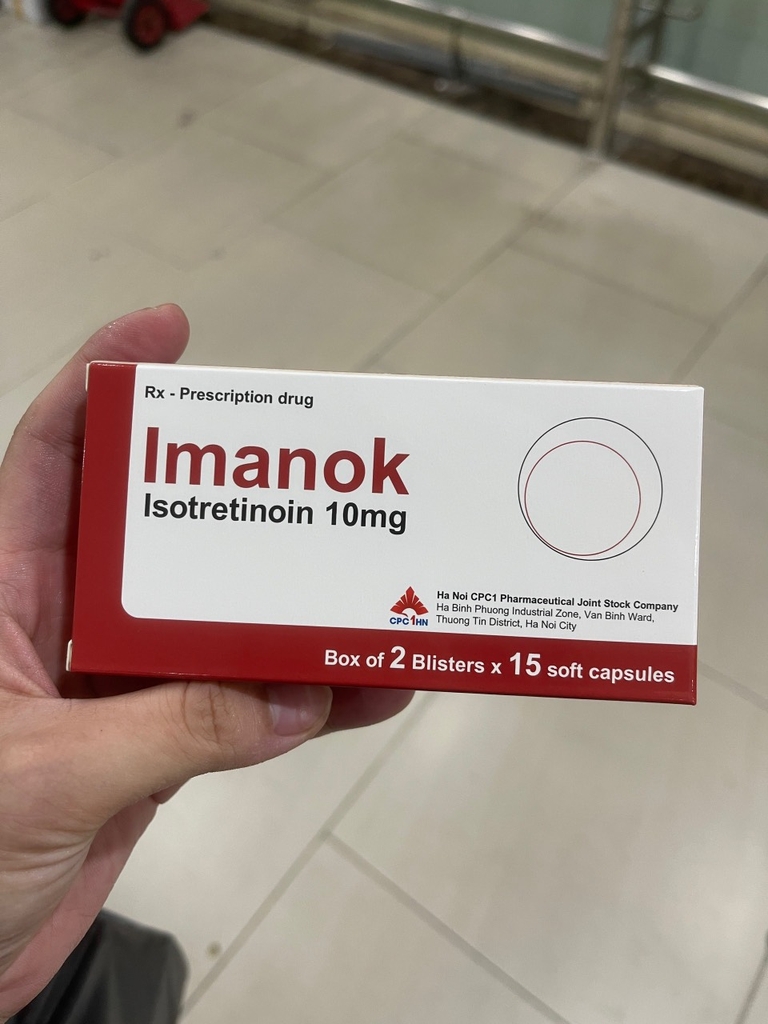 Rx - Prescription drug
Imanok
Isotretinoin 10mg
CPC1HN
Ha Noi CPC1 Pharmaceutical Joint Stock Company
Ha Binh Phuong Industrial Zone, Van Binh Ward,
Thuong Tin District, Ha Noi City
Box of 2 Blisters x 15 soft capsules